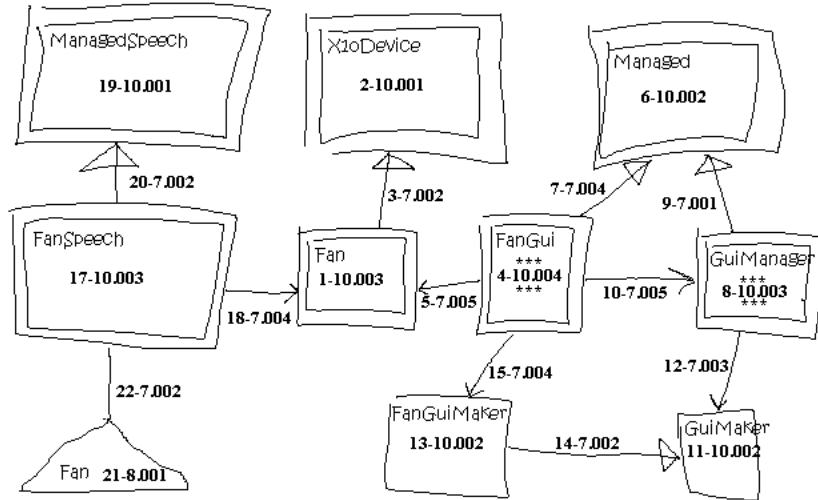 ManagedSpeech
19-10.001
X10Device
2-10.001
Managed
6-10.002
20-7.002
3-7.002
7-7.004
9-7.001
FanSpeech
17-10.003
Fan
1-10.003
FanGui
***
4-10.004
***
GuiManager
***
8-10.003
***
18-7.004
5-7.005
10-7.005
22-7.002
15-7.004
12-7.003
FanGuiMaker
13-10.002
14-7.002
GuiMaker
11-10.002
Fan 21-8.001